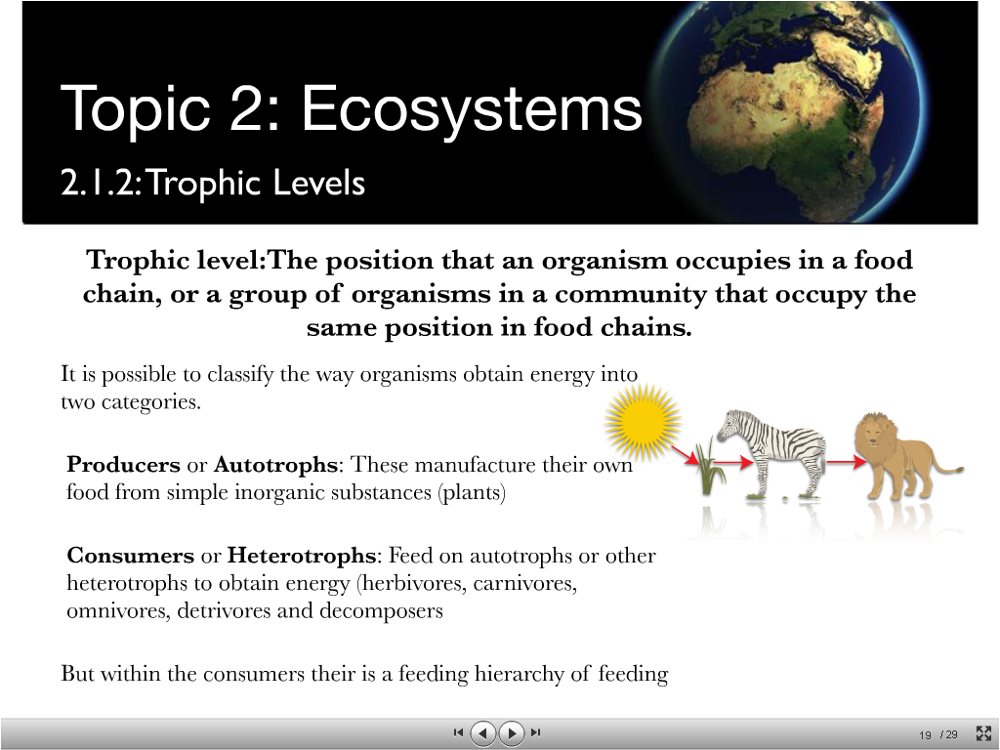 Topic 2: Ecosystems
2.1.2: Trophic Levels
Trophic level:The position that an organism occupies in a food
chain, or a group of organisms in a community that occupy the
same position in food chains.
It is possible to classify the way organisms obtain energy into
two categories.
Producers or Autotrophs: These manufacture their own
food from simple inorganic substances (plants)
Consumers or Heterotrophs: Feed on autotrophs or other
heterotrophs to obtain energy (herbivores, carnivores,
omnivores, detrivores and decomposers
But within the consumers their is a feeding hierarchy of feeding
19 / 29